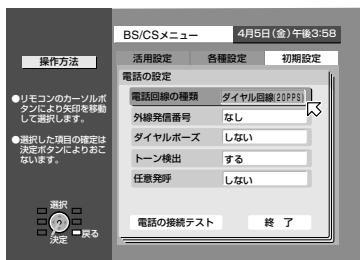 BS/CSメニュー
4月5日(金)午後3:58
操作方法
活用設定 各種設定 初期設定
電話の設定
●リモコンのカーソルボ
タンにより矢印を移動
して選択します。
●選択した項目の確定は
決定ボタンによりおこ
ないます。
電話回線の種類 ダイヤル回線(20PPS)
外線発信番号 なし
ダイヤルポーズ しない
トーン検出 する
任意発呼 しない
選択
戻る
決定
電話の接続テスト 終 了